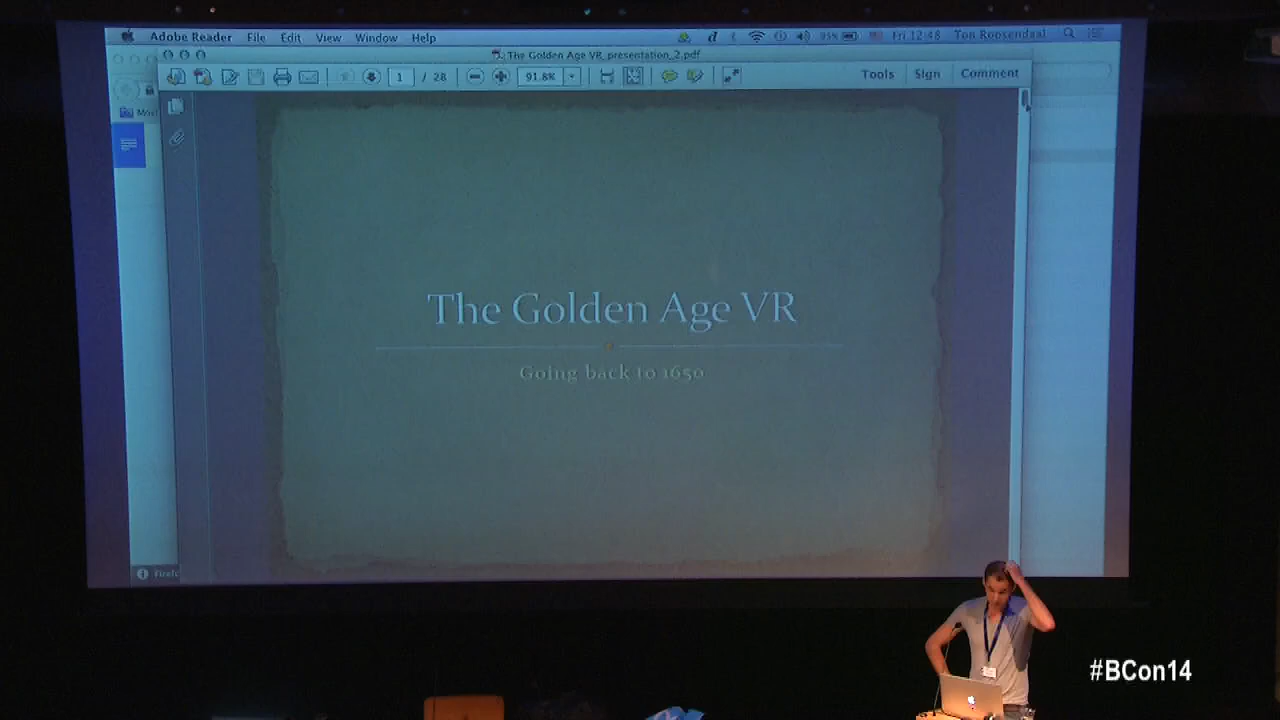 Adobe Reader File Edit View Window Help 95% Fri 12:48 Ton Roosendaal
The Golden Age VR_presentation_2.pdf
1 / 28 91.8% Tools Sign Comment
The Golden Age VR
Going back to 1650
#BCon14